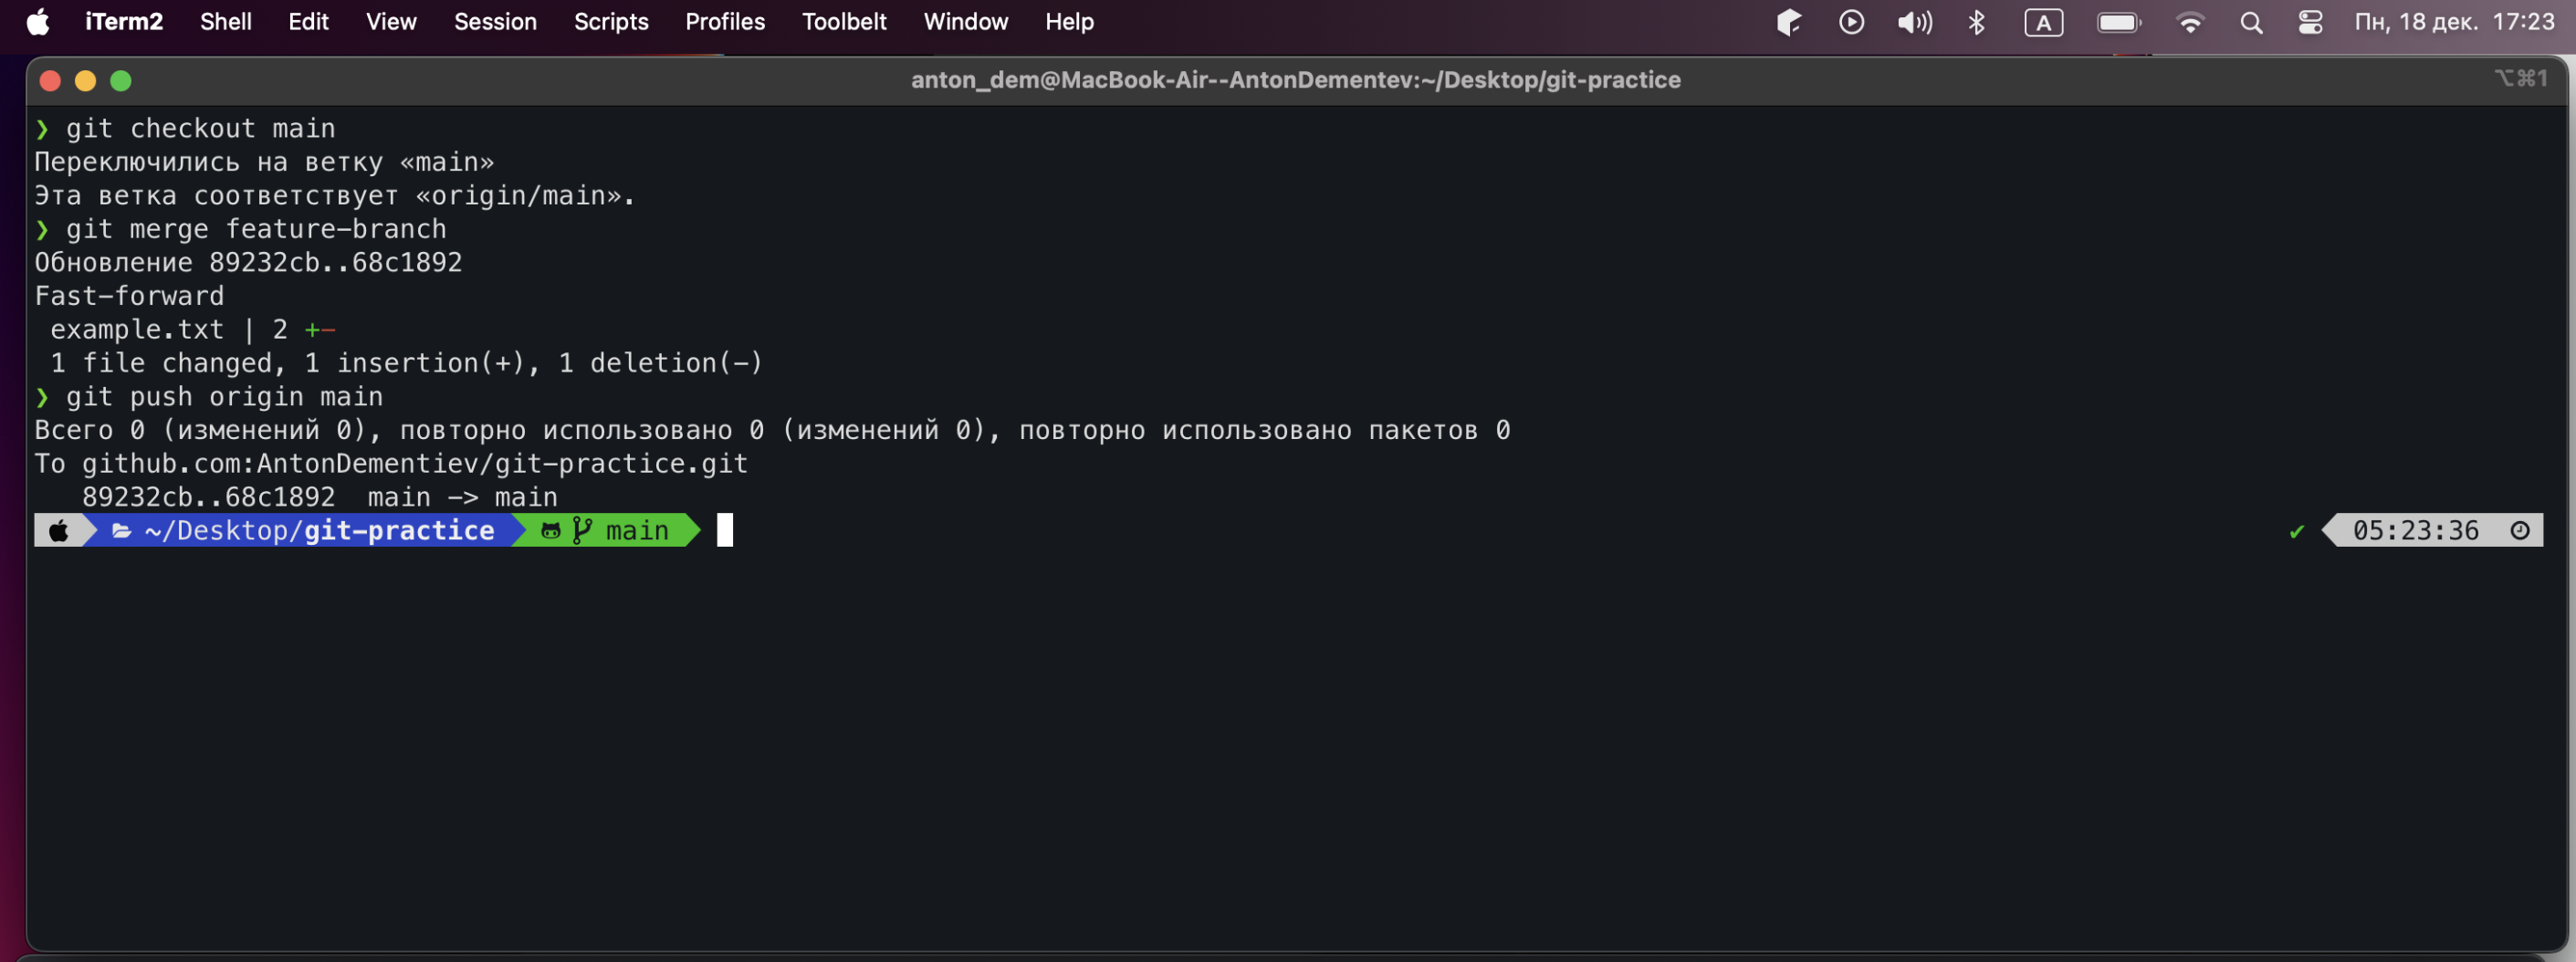 iTerm2 Shell Edit View Session Scripts Profiles Toolbelt Window Help A Пн, 18 дек. 17:23
anton_dem@MacBook-Air--AntonDementev:~/Desktop/git-practice ⌥⌘1
❯ git checkout main
Переключились на ветку «main»
Эта ветка соответствует «origin/main».
❯ git merge feature-branch
Обновление 89232cb..68c1892
Fast-forward
example.txt | 2 +-
1 file changed, 1 insertion(+), 1 deletion(-)
❯ git push origin main
Всего 0 (изменений 0), повторно использовано 0 (изменений 0), повторно использовано пакетов 0
To github.com:AntonDementiev/git-practice.git
89232cb..68c1892  main -> main
~/Desktop/git-practice main ✔ 05:23:36